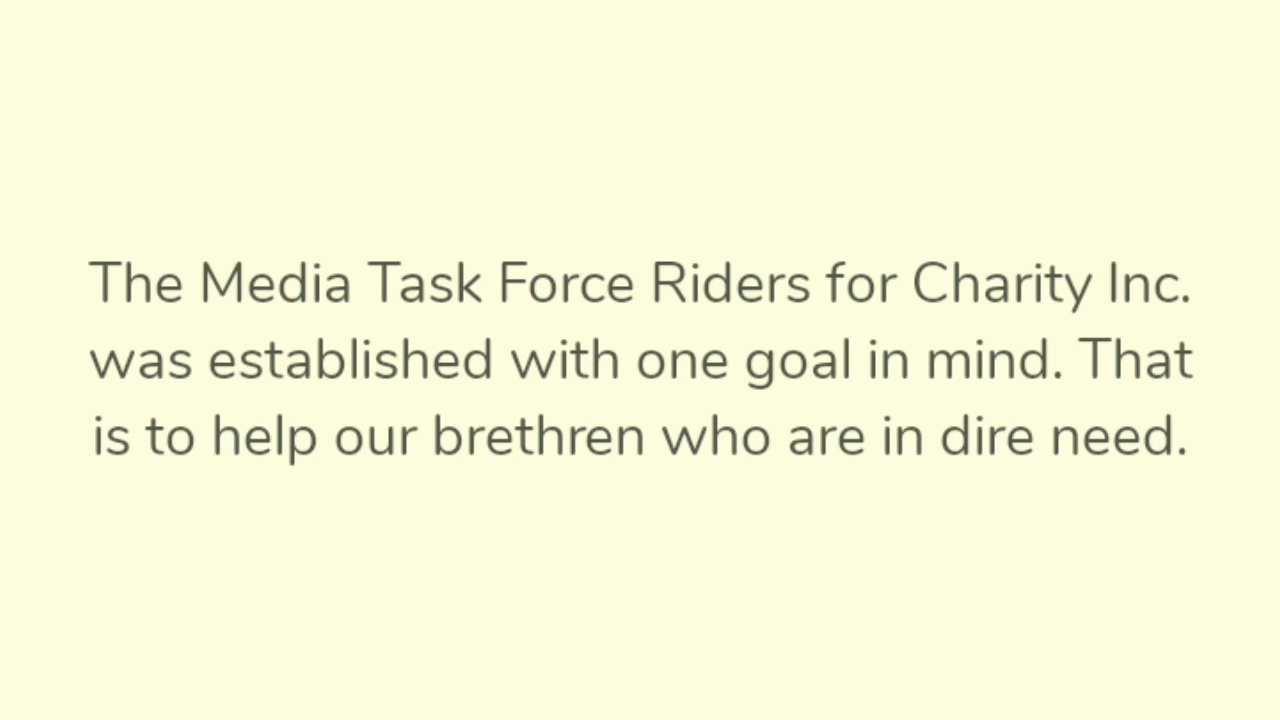 The Media Task Force Riders for Charity Inc.
was established with one goal in mind. That
is to help our brethren who are in dire need.